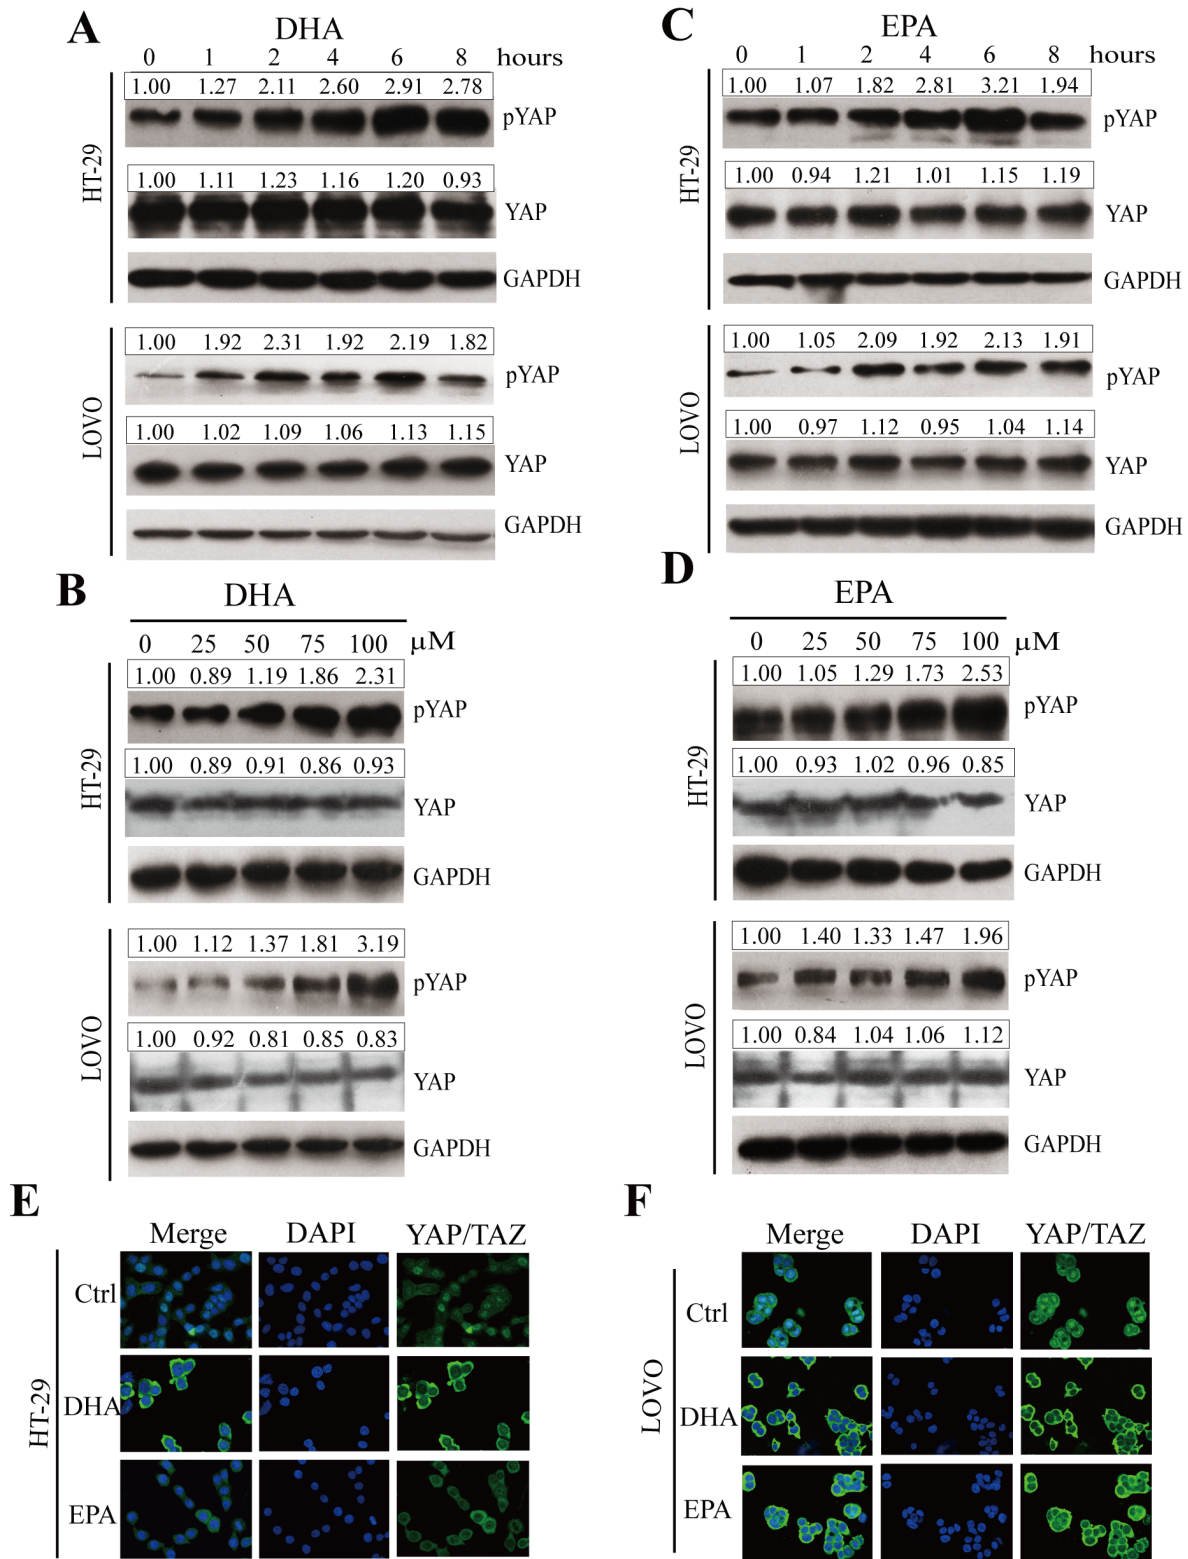 A
DHA
0 1 2 4 6 8 hours
HT-29
1.00 1.27 2.11 2.60 2.91 2.78
pYAP
1.00 1.11 1.23 1.16 1.20 0.93
YAP
GAPDH
LOVO
1.00 1.92 2.31 1.92 2.19 1.82
pYAP
1.00 1.02 1.09 1.06 1.13 1.15
YAP
GAPDH
B
DHA
0 25 50 75 100 µM
HT-29
1.00 0.89 1.19 1.86 2.31
pYAP
1.00 0.89 0.91 0.86 0.93
YAP
GAPDH
LOVO
1.00 1.12 1.37 1.81 3.19
pYAP
1.00 0.92 0.81 0.85 0.83
YAP
GAPDH
C
EPA
0 1 2 4 6 8 hours
HT-29
1.00 1.07 1.82 2.81 3.21 1.94
pYAP
1.00 0.94 1.21 1.01 1.15 1.19
YAP
GAPDH
LOVO
1.00 1.05 2.09 1.92 2.13 1.91
pYAP
1.00 0.97 1.12 0.95 1.04 1.14
YAP
GAPDH
D
EPA
0 25 50 75 100 µM
HT-29
1.00 1.05 1.29 1.73 2.53
pYAP
1.00 0.93 1.02 0.96 0.85
YAP
GAPDH
LOVO
1.00 1.40 1.33 1.47 1.96
pYAP
1.00 0.84 1.04 1.06 1.12
YAP
GAPDH
E
Merge DAPI YAP/TAZ
HT-29
Ctrl
DHA
EPA
F
Merge DAPI YAP/TAZ
LOVO
Ctrl
DHA
EPA